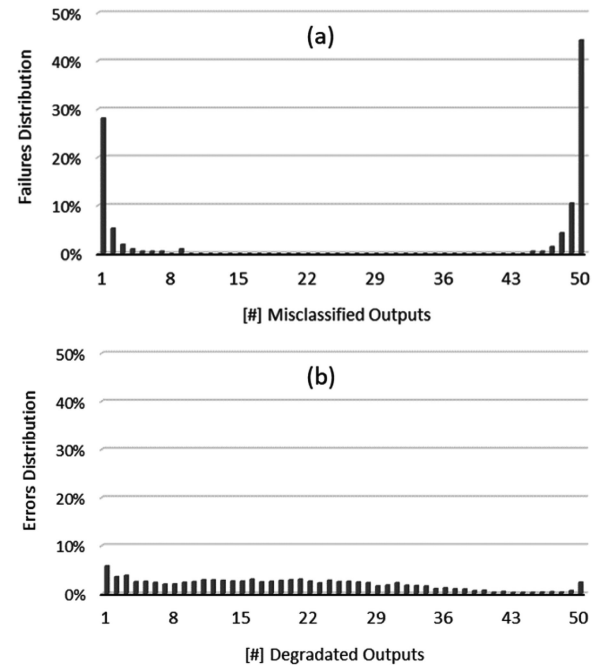 (a)
50%
40%
30%
20%
10%
0%
Failures Distribution
1 8 15 22 29 36 43 50
[#] Misclassified Outputs
(b)
50%
40%
30%
20%
10%
0%
Errors Distribution
1 8 15 22 29 36 43 50
[#] Degradated Outputs